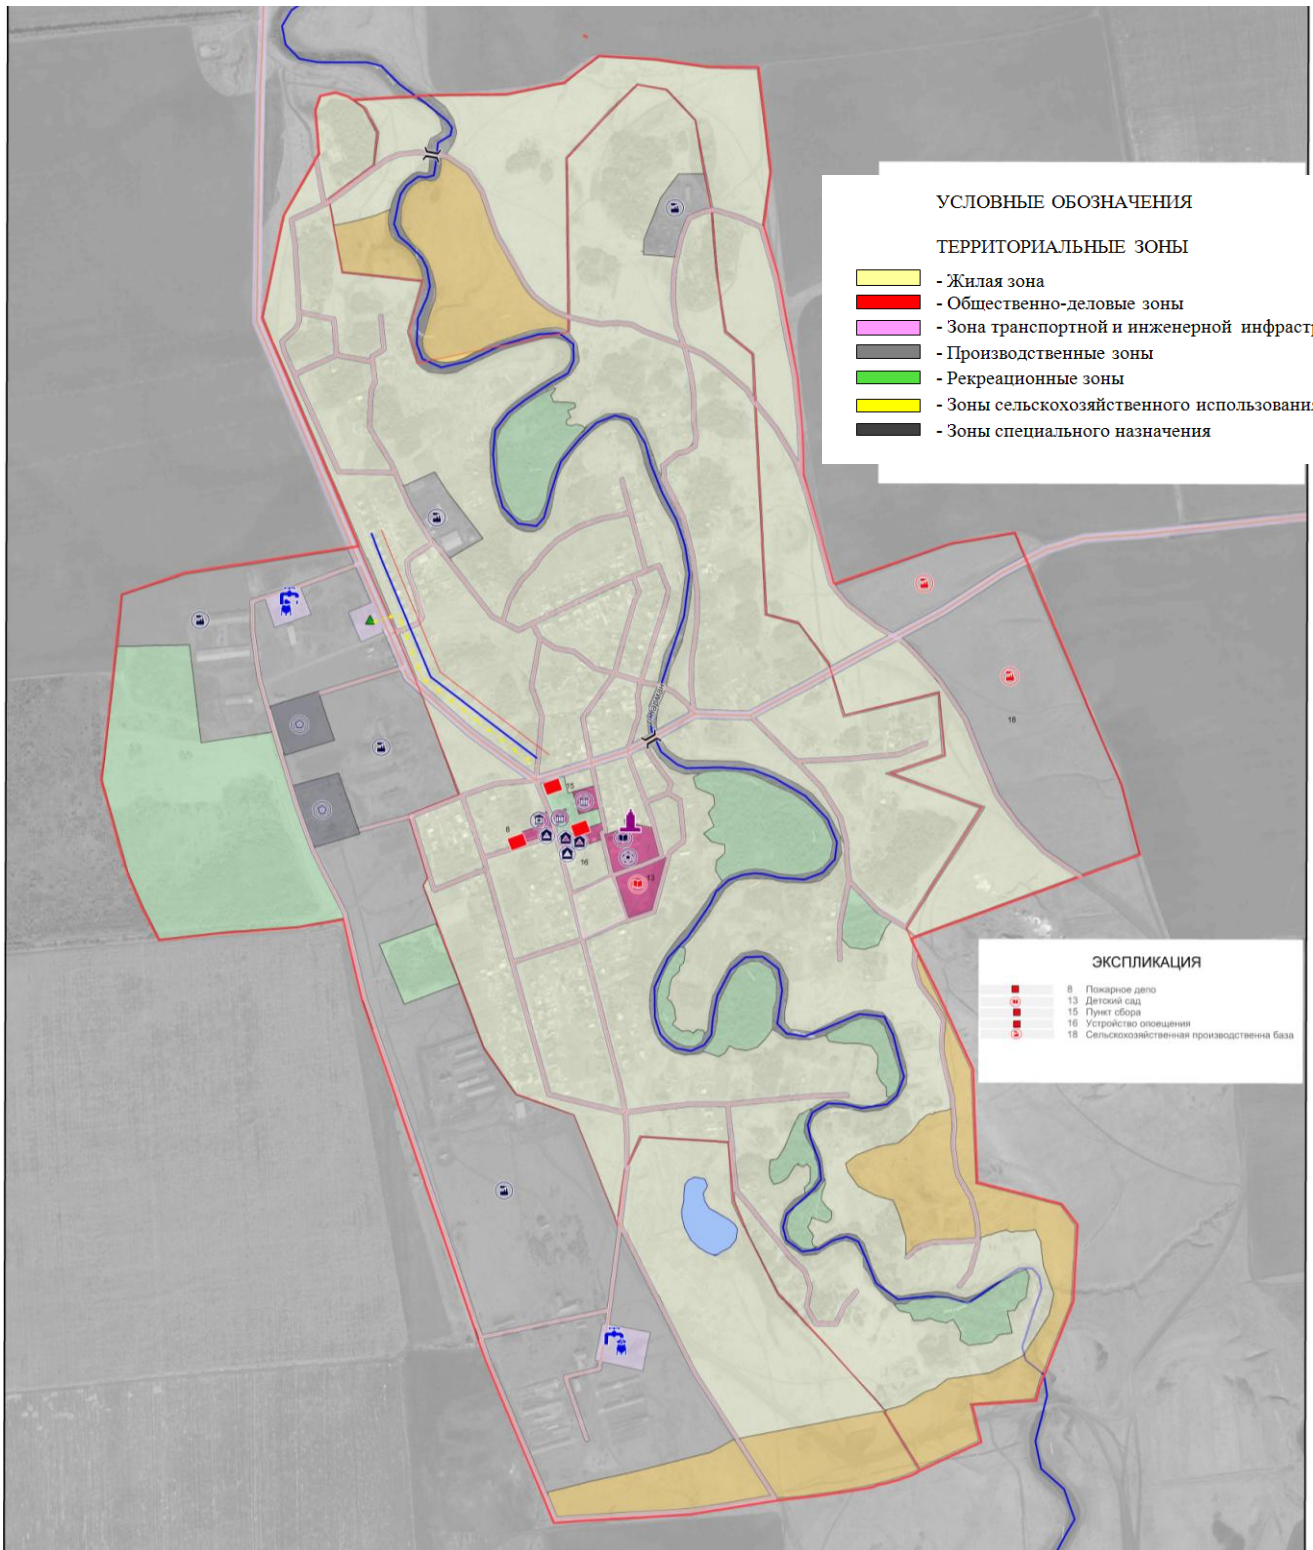 УСЛОВНЫЕ ОБОЗНАЧЕНИЯ
ТЕРРИТОРИАЛЬНЫЕ ЗОНЫ
- Жилая зона
- Общественно-деловые зоны
- Зона транспортной и инженерной инфраст
- Производственные зоны
- Рекреационные зоны
- Зоны сельскохозяйственного использовани
- Зоны специального назначения
18
15
8
16
13
ЭКСПЛИКАЦИЯ
8 Пожарное депо
13 Детский сад
15 Пункт сбора
16 Устройство оповещения
18 Сельскохозяйственная производственна база